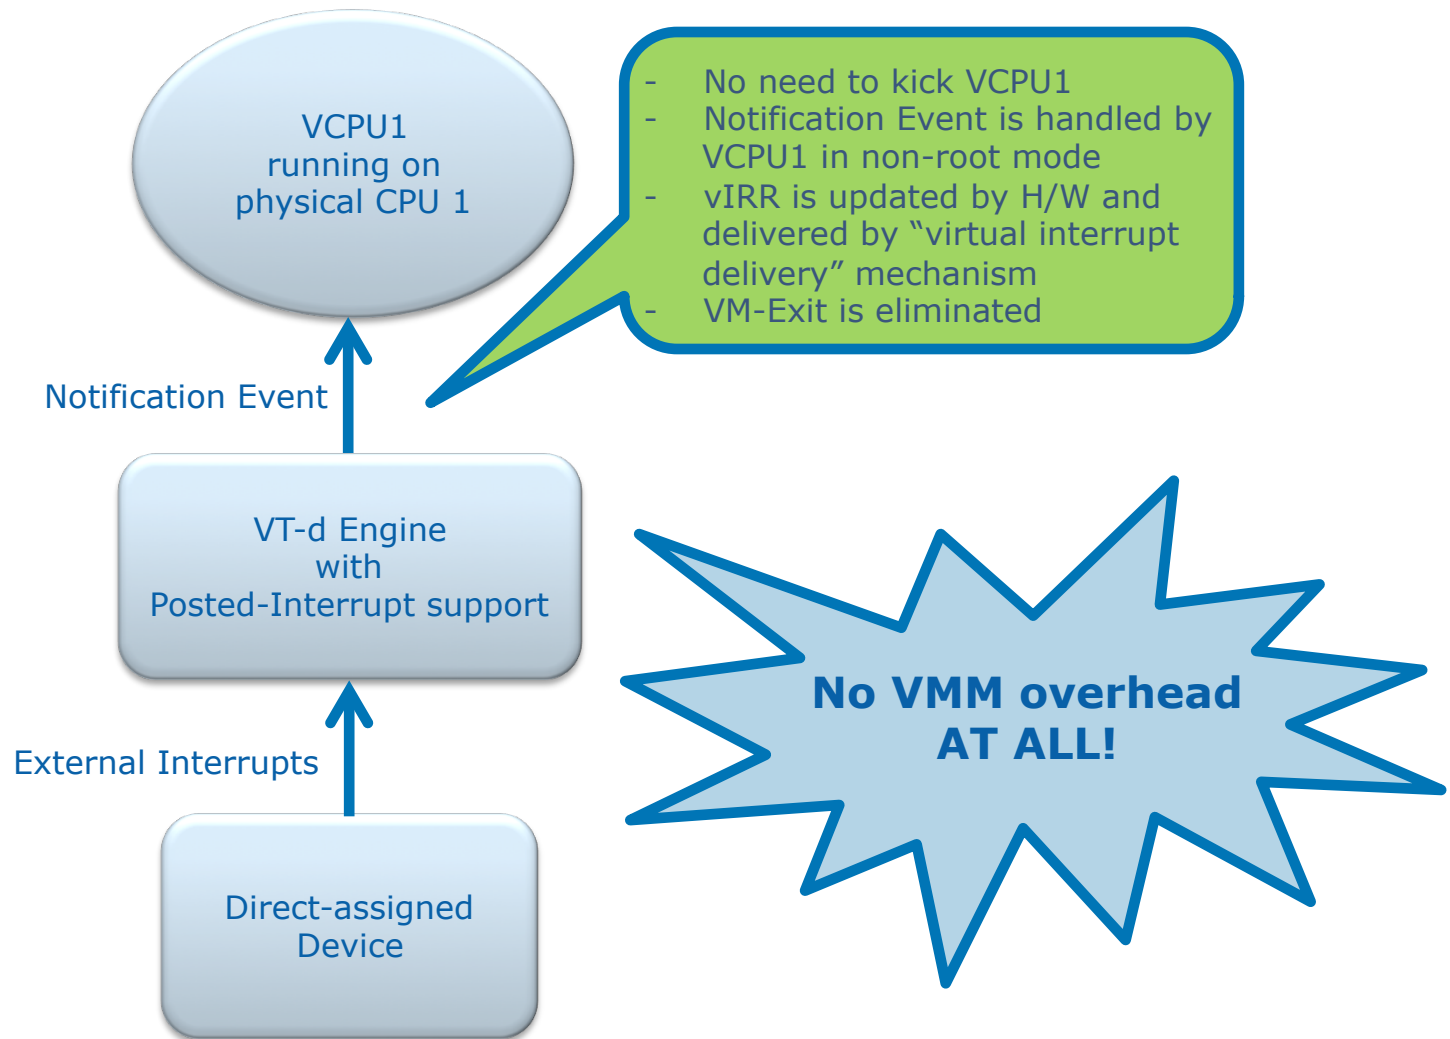 VCPU1
running on
physical CPU 1
- No need to kick VCPU1
- Notification Event is handled by
VCPU1 in non-root mode
- vIRR is updated by H/W and
delivered by “virtual interrupt
delivery” mechanism
- VM-Exit is eliminated
Notification Event
VT-d Engine
with
Posted-Interrupt support
No VMM overhead
AT ALL!
External Interrupts
Direct-assigned
Device